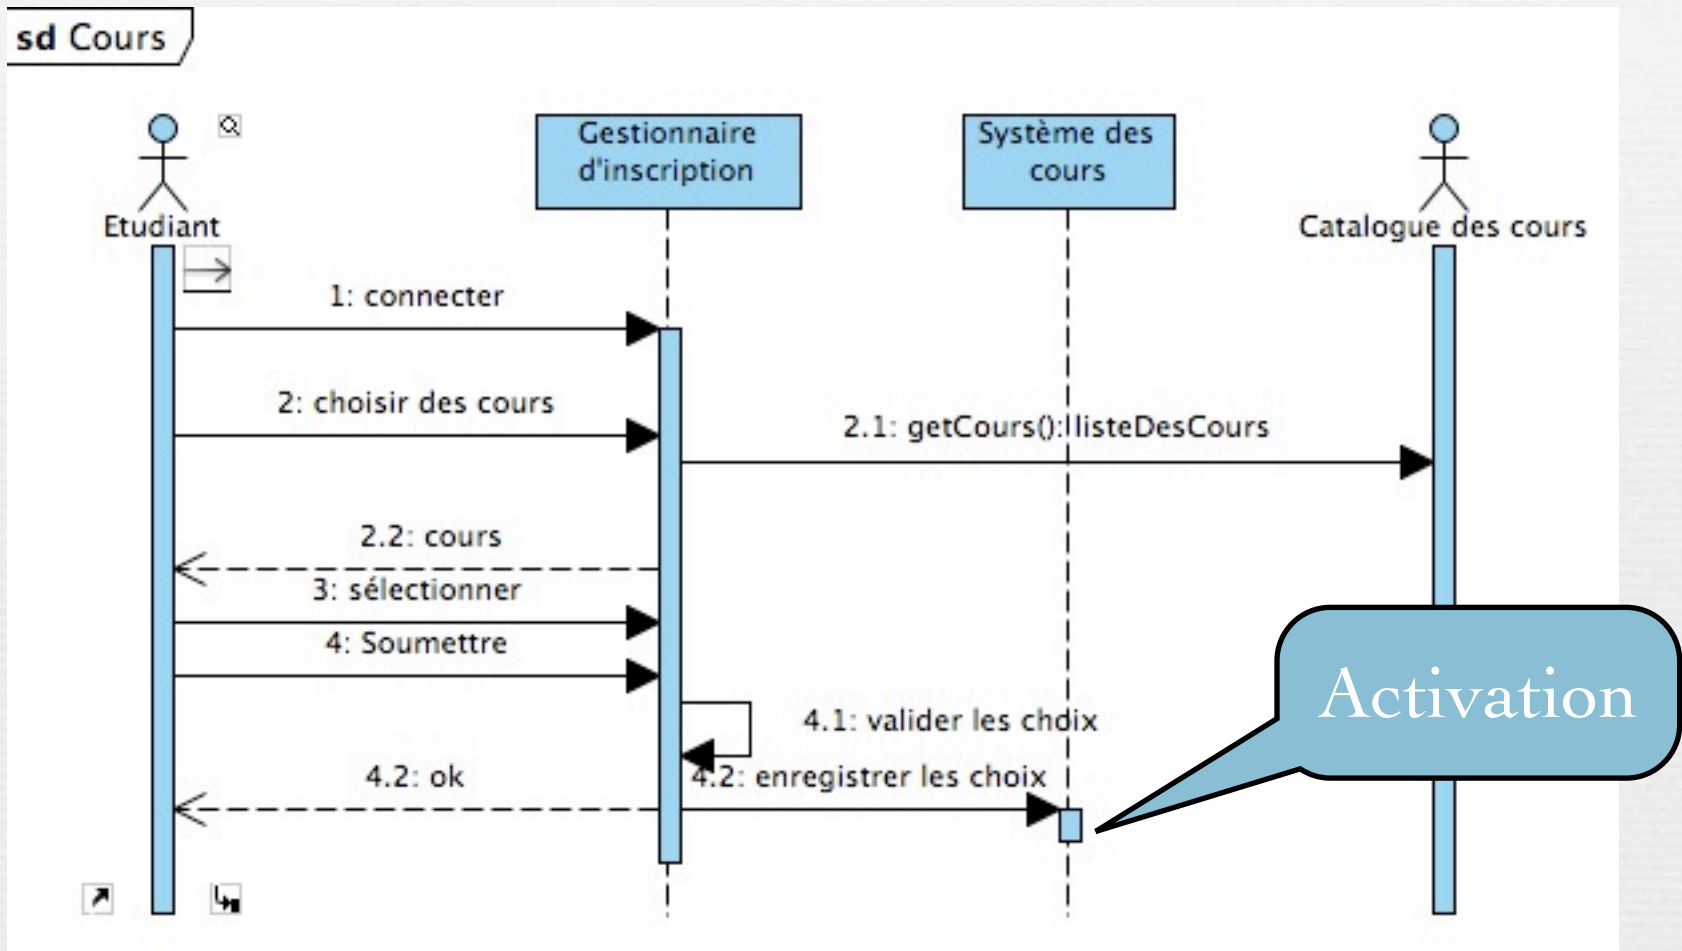 sd Cours
Gestionnaire
d'inscription
Système des
cours
Etudiant
Catalogue des cours
1: connecter
2: choisir des cours
2.1: getCours(): listeDesCours
2.2: cours
3: sélectionner
4: Soumettre
4.1: valider les choix
4.2: ok
4.2: enregistrer les choix
Activation